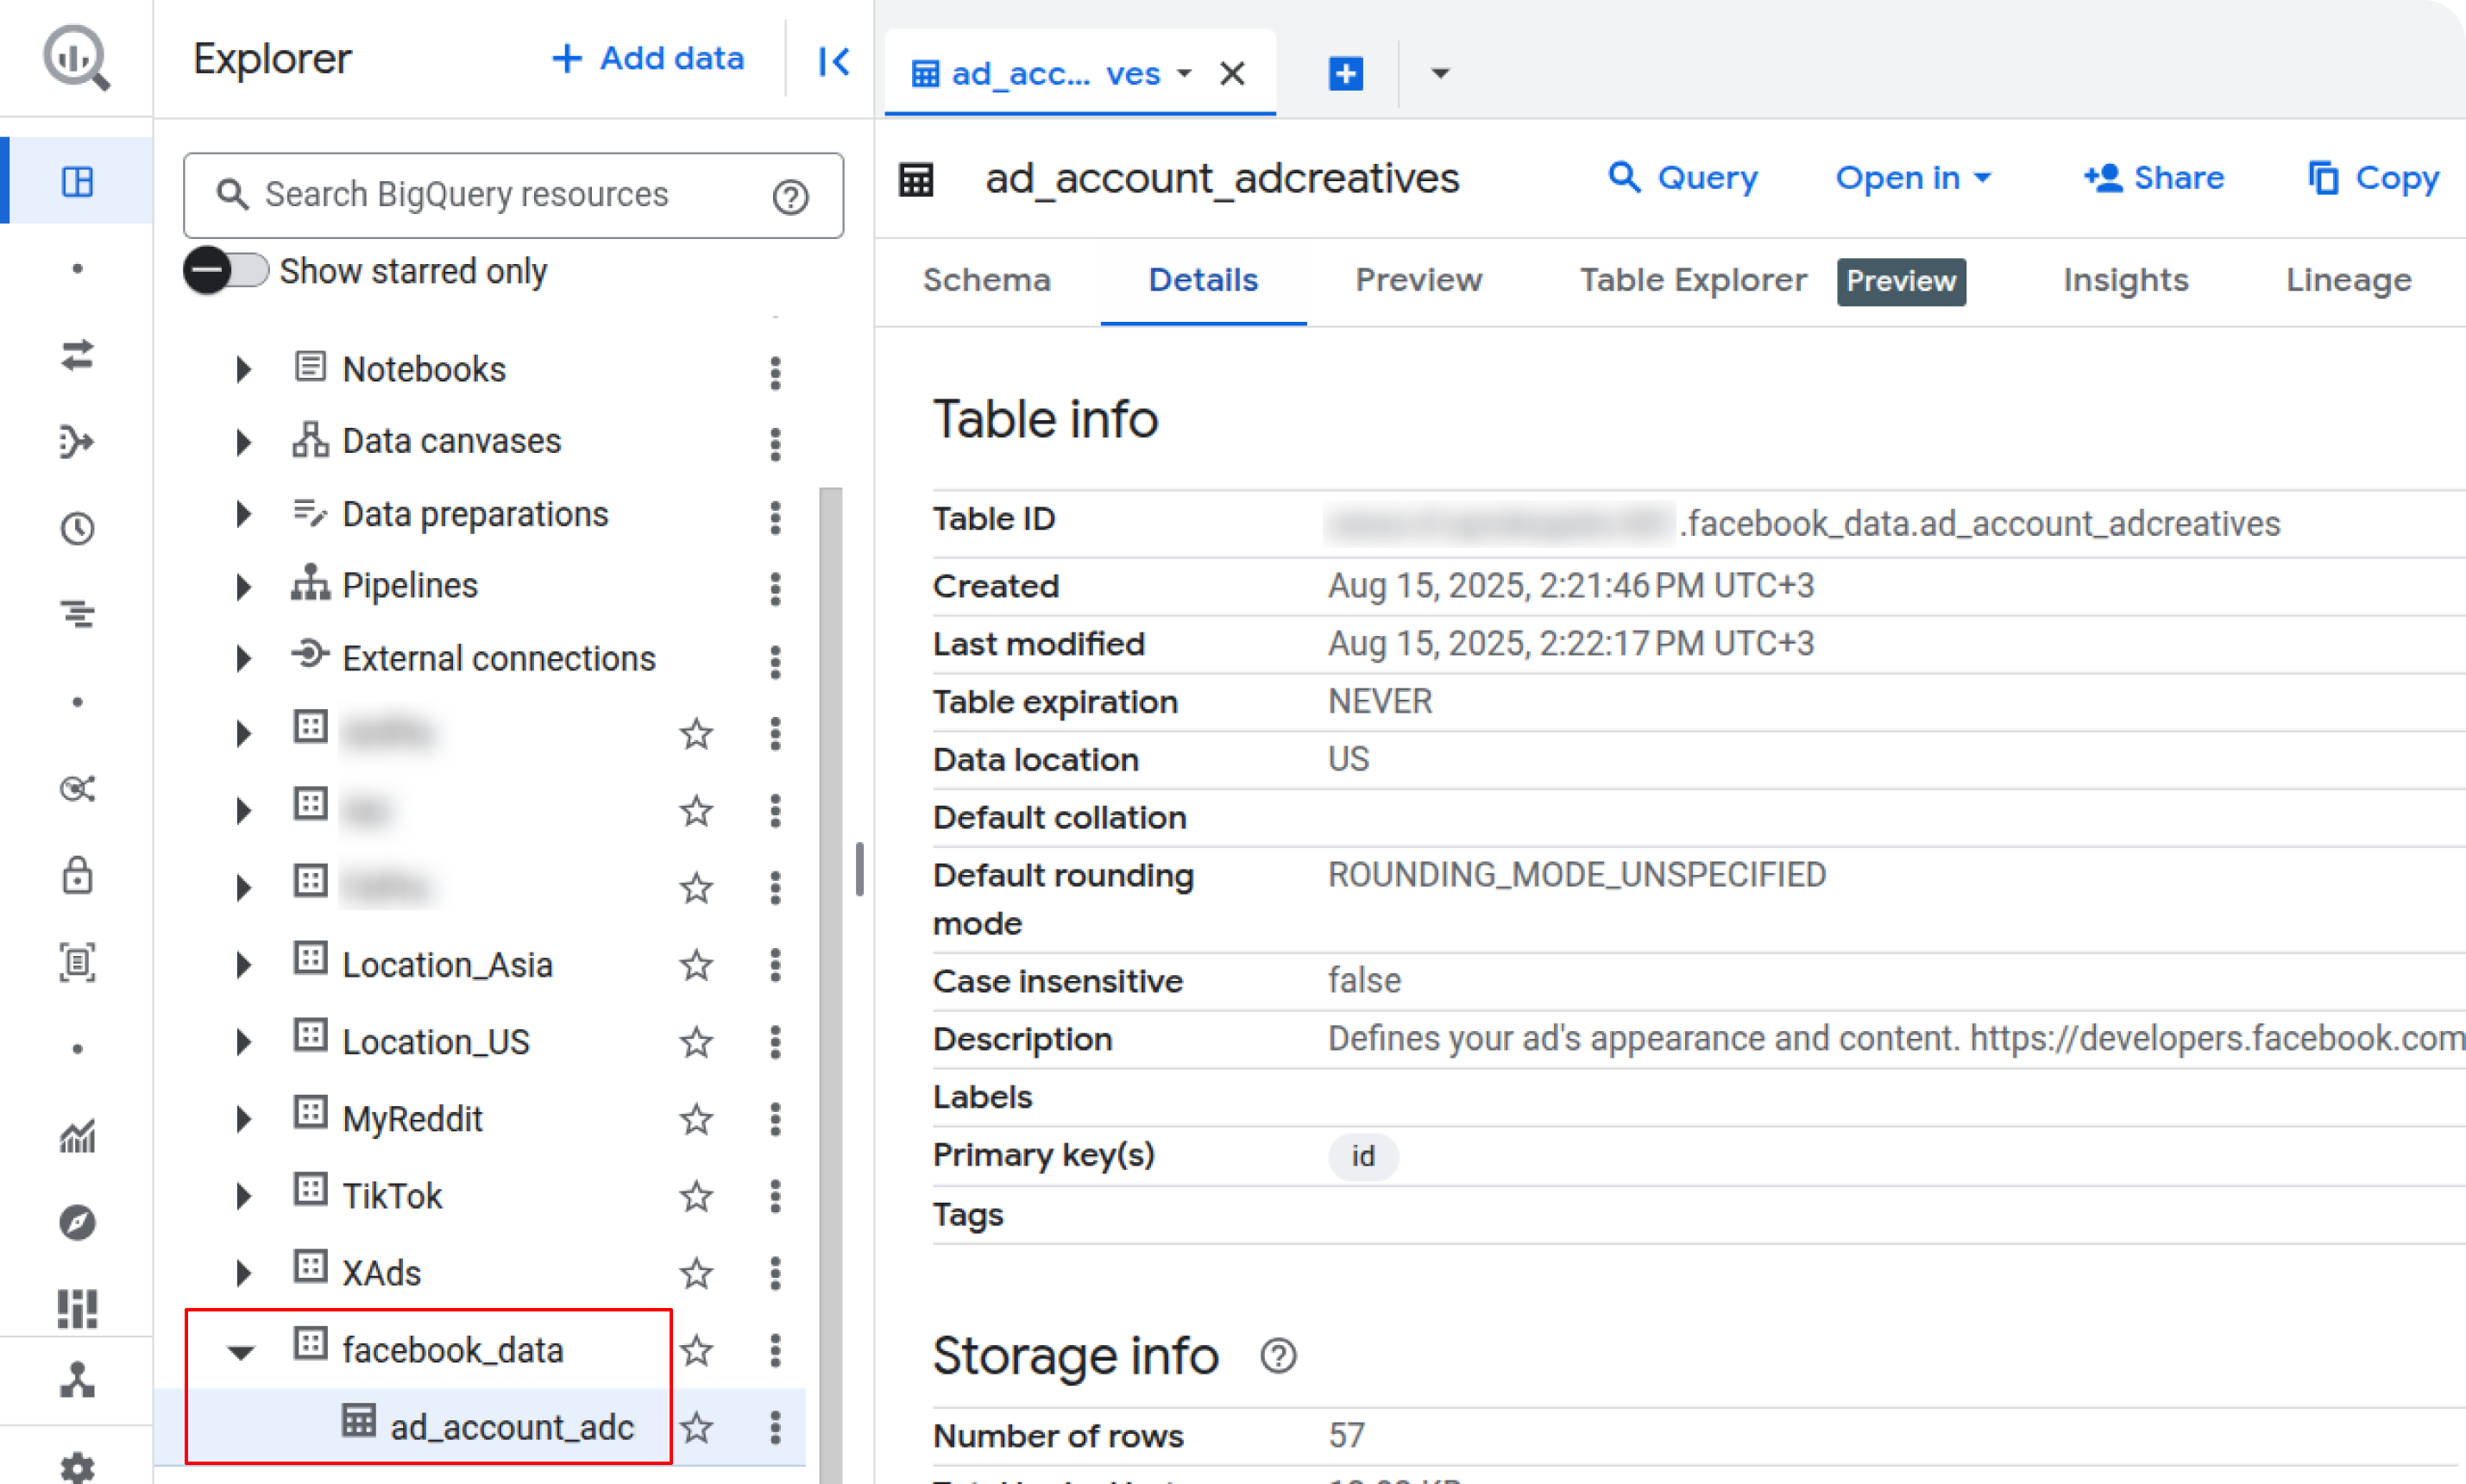 Explorer
+ Add data
Search BigQuery resources
Show starred only
Notebooks
Data canvases
Data preparations
Pipelines
External connections
Location_Asia
Location_US
MyReddit
TikTok
XAds
facebook_data
ad_account_adc
ad_acc... ves
ad_account_adcreatives
Query
Open in
Share
Copy
Schema
Details
Preview
Table Explorer
Preview
Insights
Lineage
Table info
Table ID .facebook_data.ad_account_adcreatives
Created Aug 15, 2025, 2:21:46 PM UTC+3
Last modified Aug 15, 2025, 2:22:17 PM UTC+3
Table expiration NEVER
Data location US
Default collation
Default rounding ROUNDING_MODE_UNSPECIFIED
mode
Case insensitive false
Description Defines your ad's appearance and content. https://developers.facebook.com
Labels
Primary key(s) id
Tags
Storage info
Number of rows 57